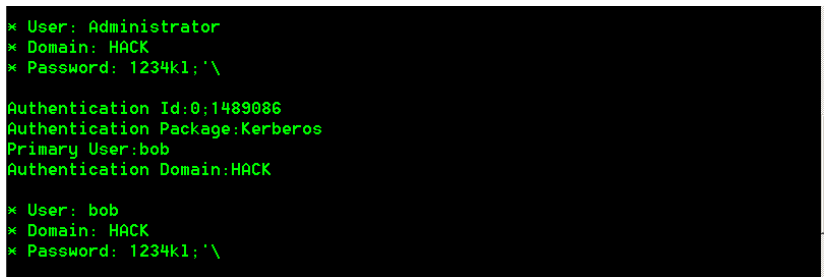 * User: Administrator
* Domain: HACK
* Password: 1234kl;'\
Authentication Id:0;1489086
Authentication Package:Kerberos
Primary User:bob
Authentication Domain:HACK
* User: bob
* Domain: HACK
* Password: 1234kl;'\